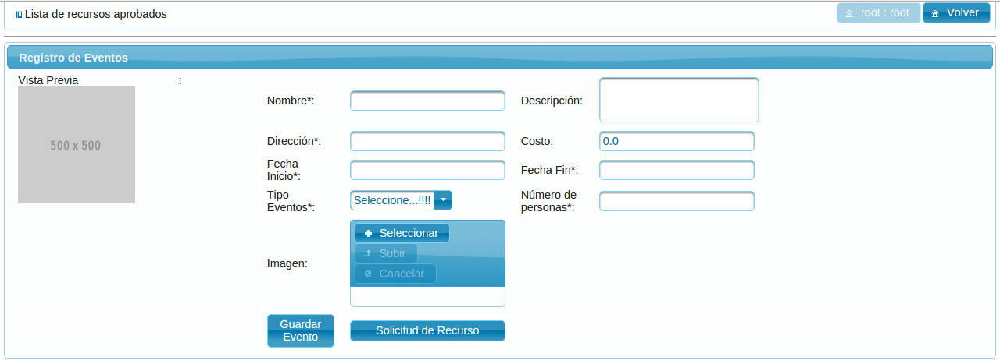 Lista de recursos aprobados
root : root
Volver
Registro de Eventos
Vista Previa :
500 x 500
Nombre*:
Descripción:
Dirección*:
Costo:
0.0
Fecha
Inicio*:
Fecha Fin*:
Tipo
Eventos*:
Seleccione...!!!!
Número de
personas*:
Imagen:
Seleccionar
Subir
Cancelar
Guardar
Evento
Solicitud de Recurso